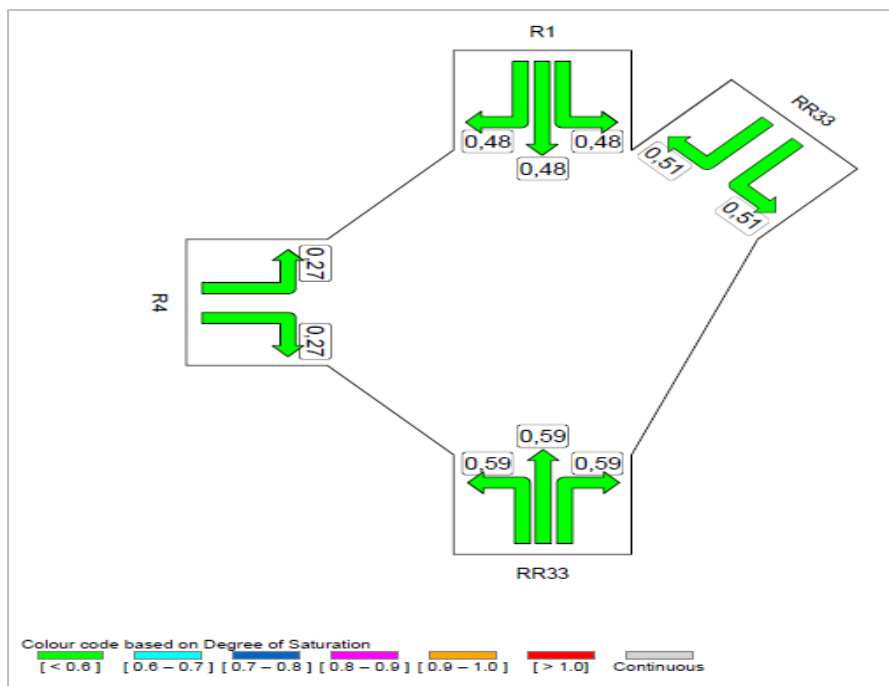 R1
RR33
0,48
0,48
0,48
0,51
0,51
R4
0,27
0,27
0,59
0,59
0,59
RR33
Colour code based on Degree of Saturation
[ < 0.6 ] [ 0.6 – 0.7 ] [ 0.7 – 0.8 ] [ 0.8 – 0.9 ] [ 0.9 – 1.0 ] [ > 1.0 ] Continuous